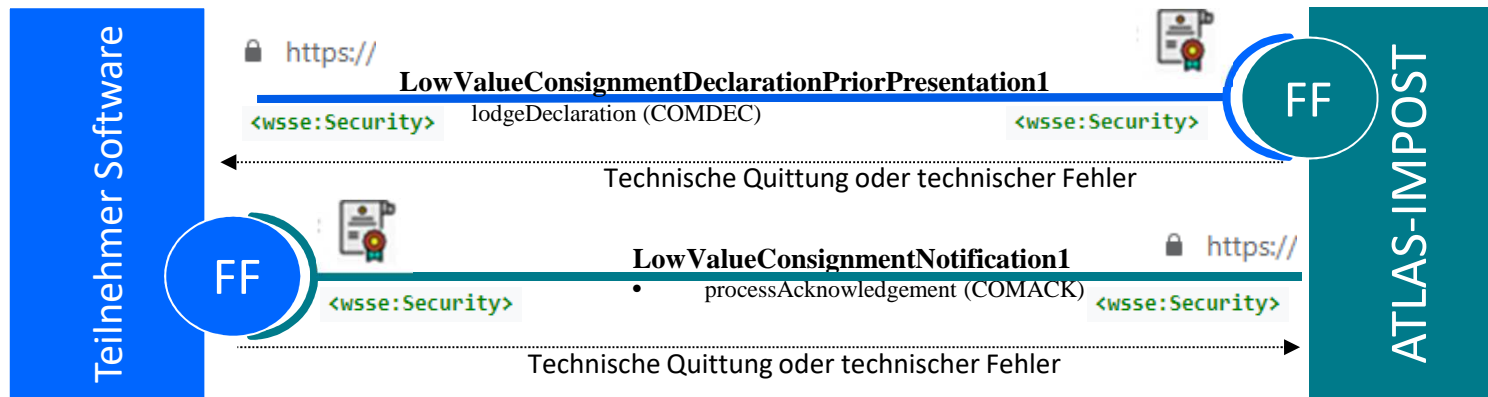 Teilnehmer Software
https://
LowValueConsignmentDeclarationPriorPresentation1
<wsse:Security>
lodgeDeclaration (COMDEC)
<wsse:Security>
FF
Technische Quittung oder technischer Fehler
ATLAS-IMPOST
FF
LowValueConsignmentNotification1
https://
<wsse:Security>
• processAcknowledgement (COMACK)
<wsse:Security>
Technische Quittung oder technischer Fehler